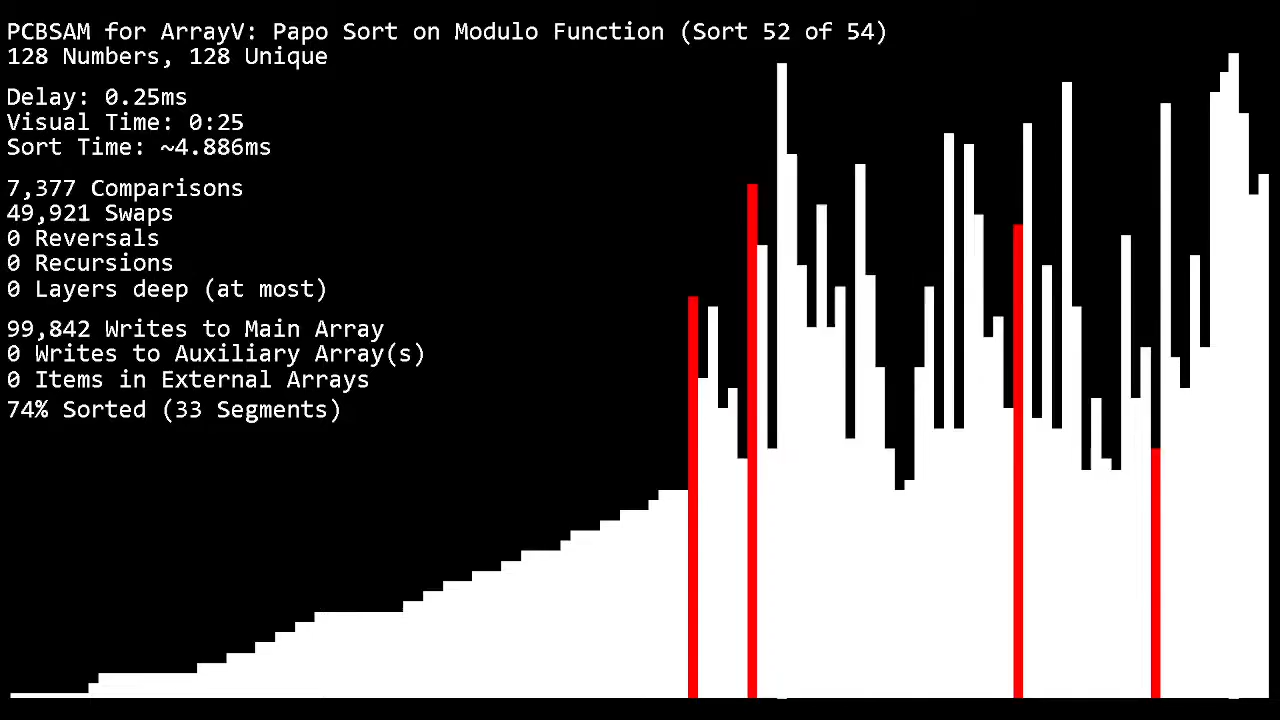 PCBSAM for ArrayV: Papo Sort on Modulo Function (Sort 52 of 54)
128 Numbers, 128 Unique
Delay: 0.25ms
Visual Time: 0:25
Sort Time: ~4.886ms
7,377 Comparisons
49,921 Swaps
0 Reversals
0 Recursions
0 Layers deep (at most)
99,842 Writes to Main Array
0 Writes to Auxiliary Array(s)
0 Items in External Arrays
74% Sorted (33 Segments)